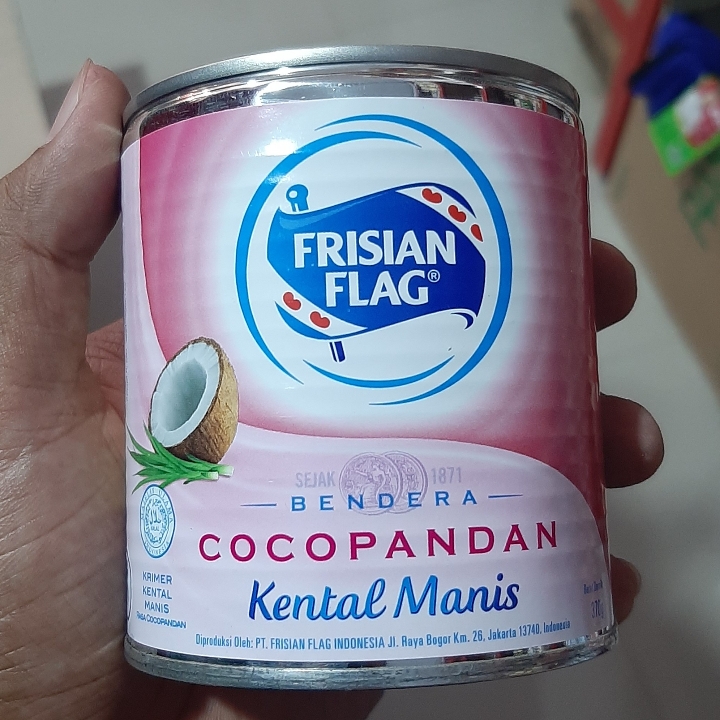 FRISIAN
FLAG®
SEJAK 1871
BENDERA
COCOPANDAN
Kental Manis
HALAL
KRIMER
KENTAL
MANIS
RASA COCOPANDAN
Diproduksi Oleh: PT. FRISIAN FLAG INDONESIA Jl. Raya Bogor Km. 26, Jakarta 13740, Indonesia